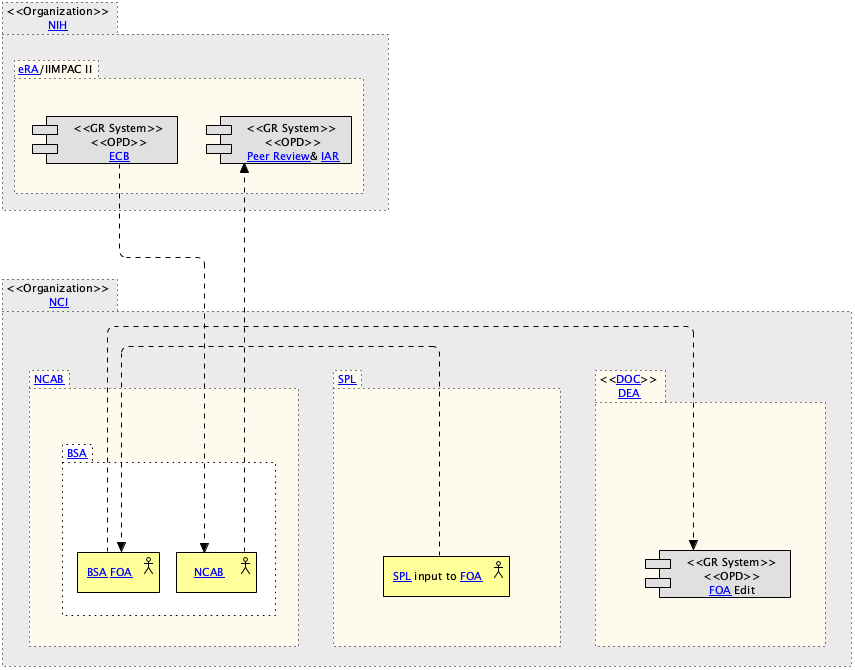 <<Organization>>
NIH
eRA/IIMPAC II
<<GR System>>
<<OPD>>
ECB
<<GR System>>
<<OPD>>
Peer Review& IAR
<<Organization>>
NCI
NCAB
BSA
BSA FOA
NCAB
SPL
SPL input to FOA
<<DOC>>
DEA
<<GR System>>
<<OPD>>
FOA Edit